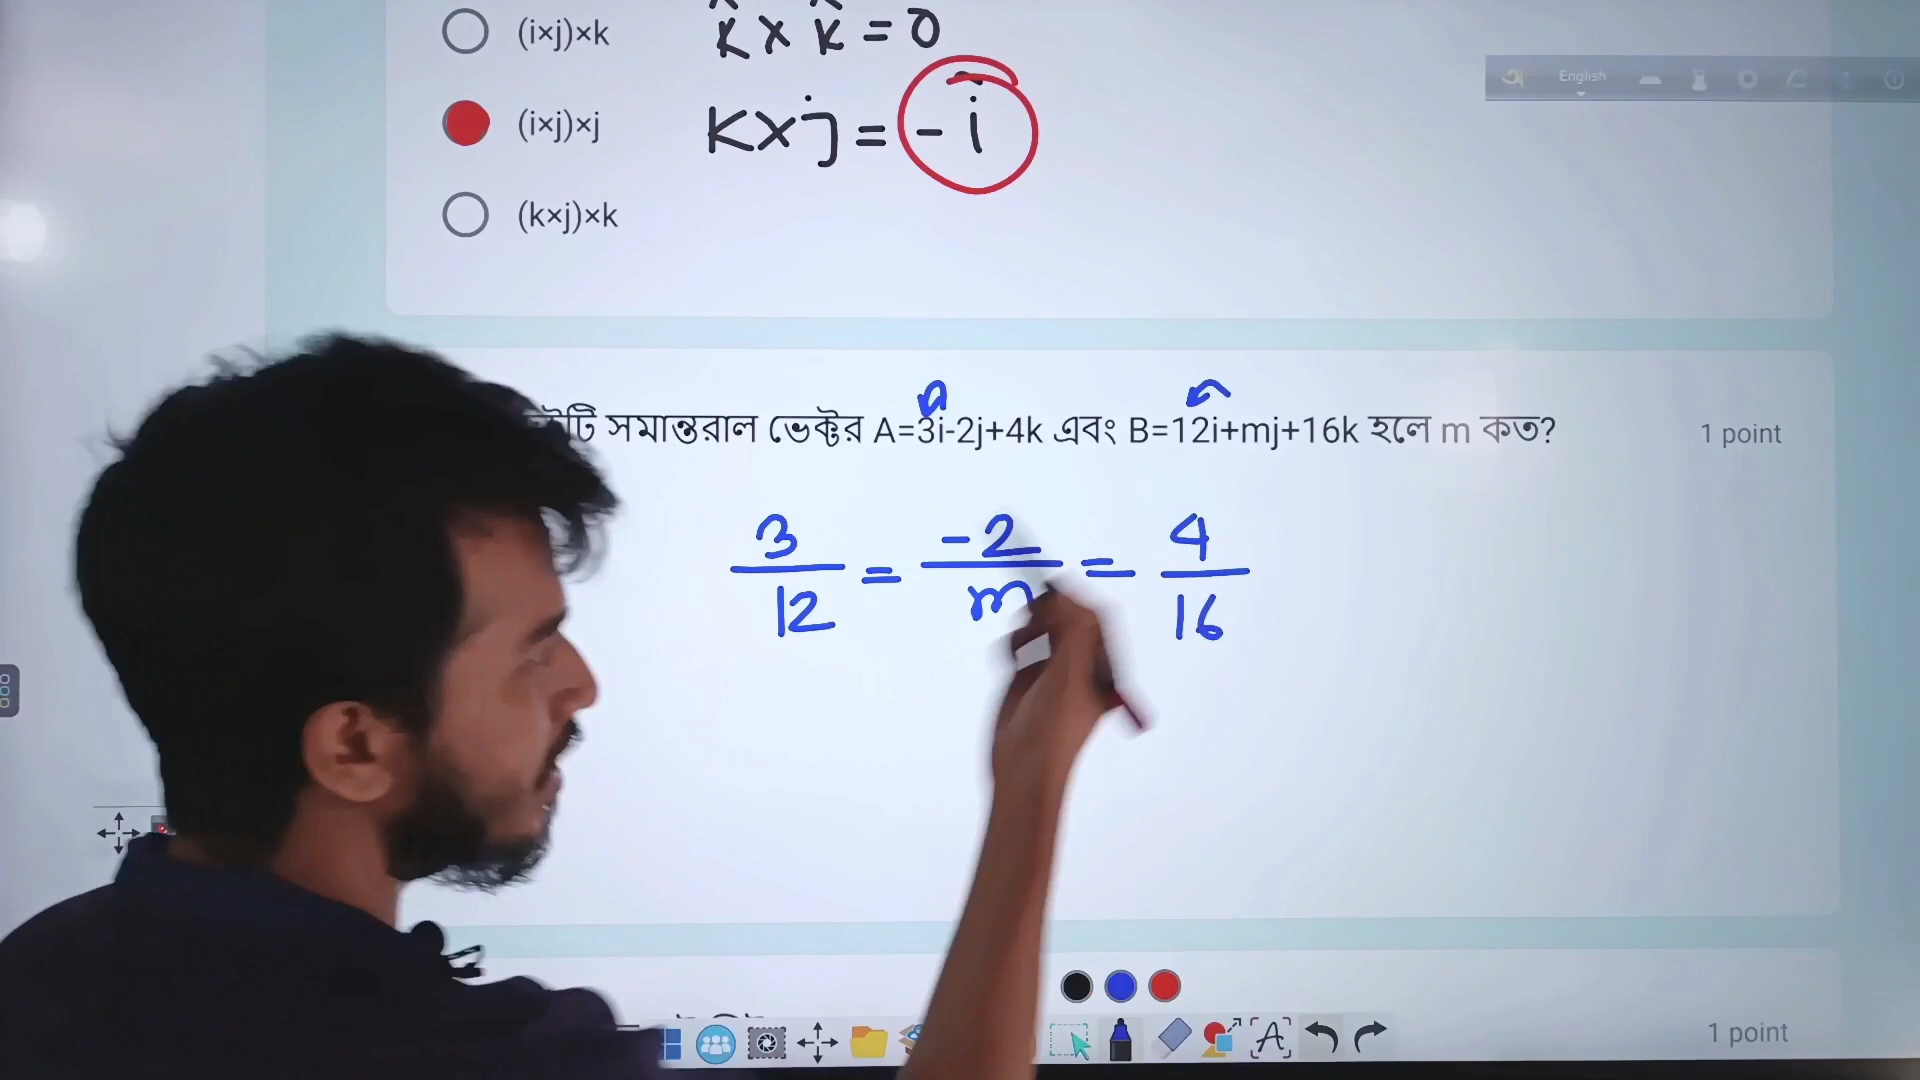 (i×j)×k
k̂ × k̂ = 0
(i×j)×j
k×j = - î
(k×j)×k
English
সমান্তরাল ভেক্টর A=3i-2j+4k এবং B=12i+mj+16k হলে m কত?
1 point
3/12 = -2/m = 4/16
1 point